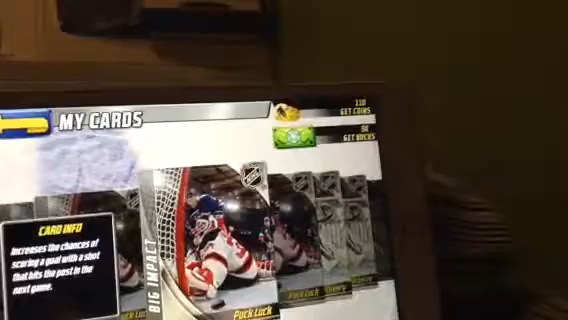 MY CARDS
110
GET COINS
GET BUCKS
CARD INFO
Increases the chances of
scoring a goal with a shot
that hits the post in the
next game.
BIG IMPACT
Puck Luck
Puck Luck